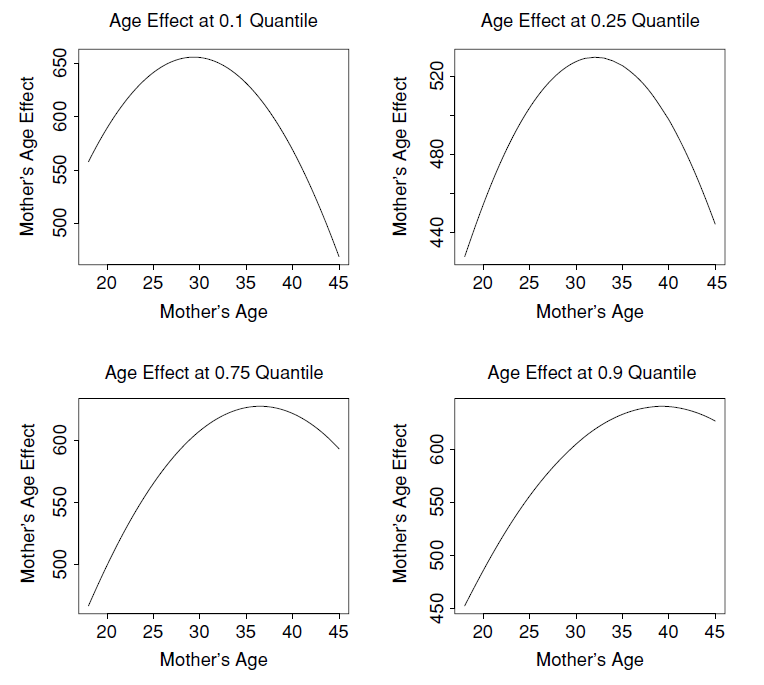 Age Effect at 0.1 Quantile
Mother's Age Effect
650
600
550
500
20 25 30 35 40 45
Mother's Age
Age Effect at 0.25 Quantile
Mother's Age Effect
520
480
440
20 25 30 35 40 45
Mother's Age
Age Effect at 0.75 Quantile
Mother's Age Effect
600
550
500
20 25 30 35 40 45
Mother's Age
Age Effect at 0.9 Quantile
Mother's Age Effect
600
550
500
450
20 25 30 35 40 45
Mother's Age